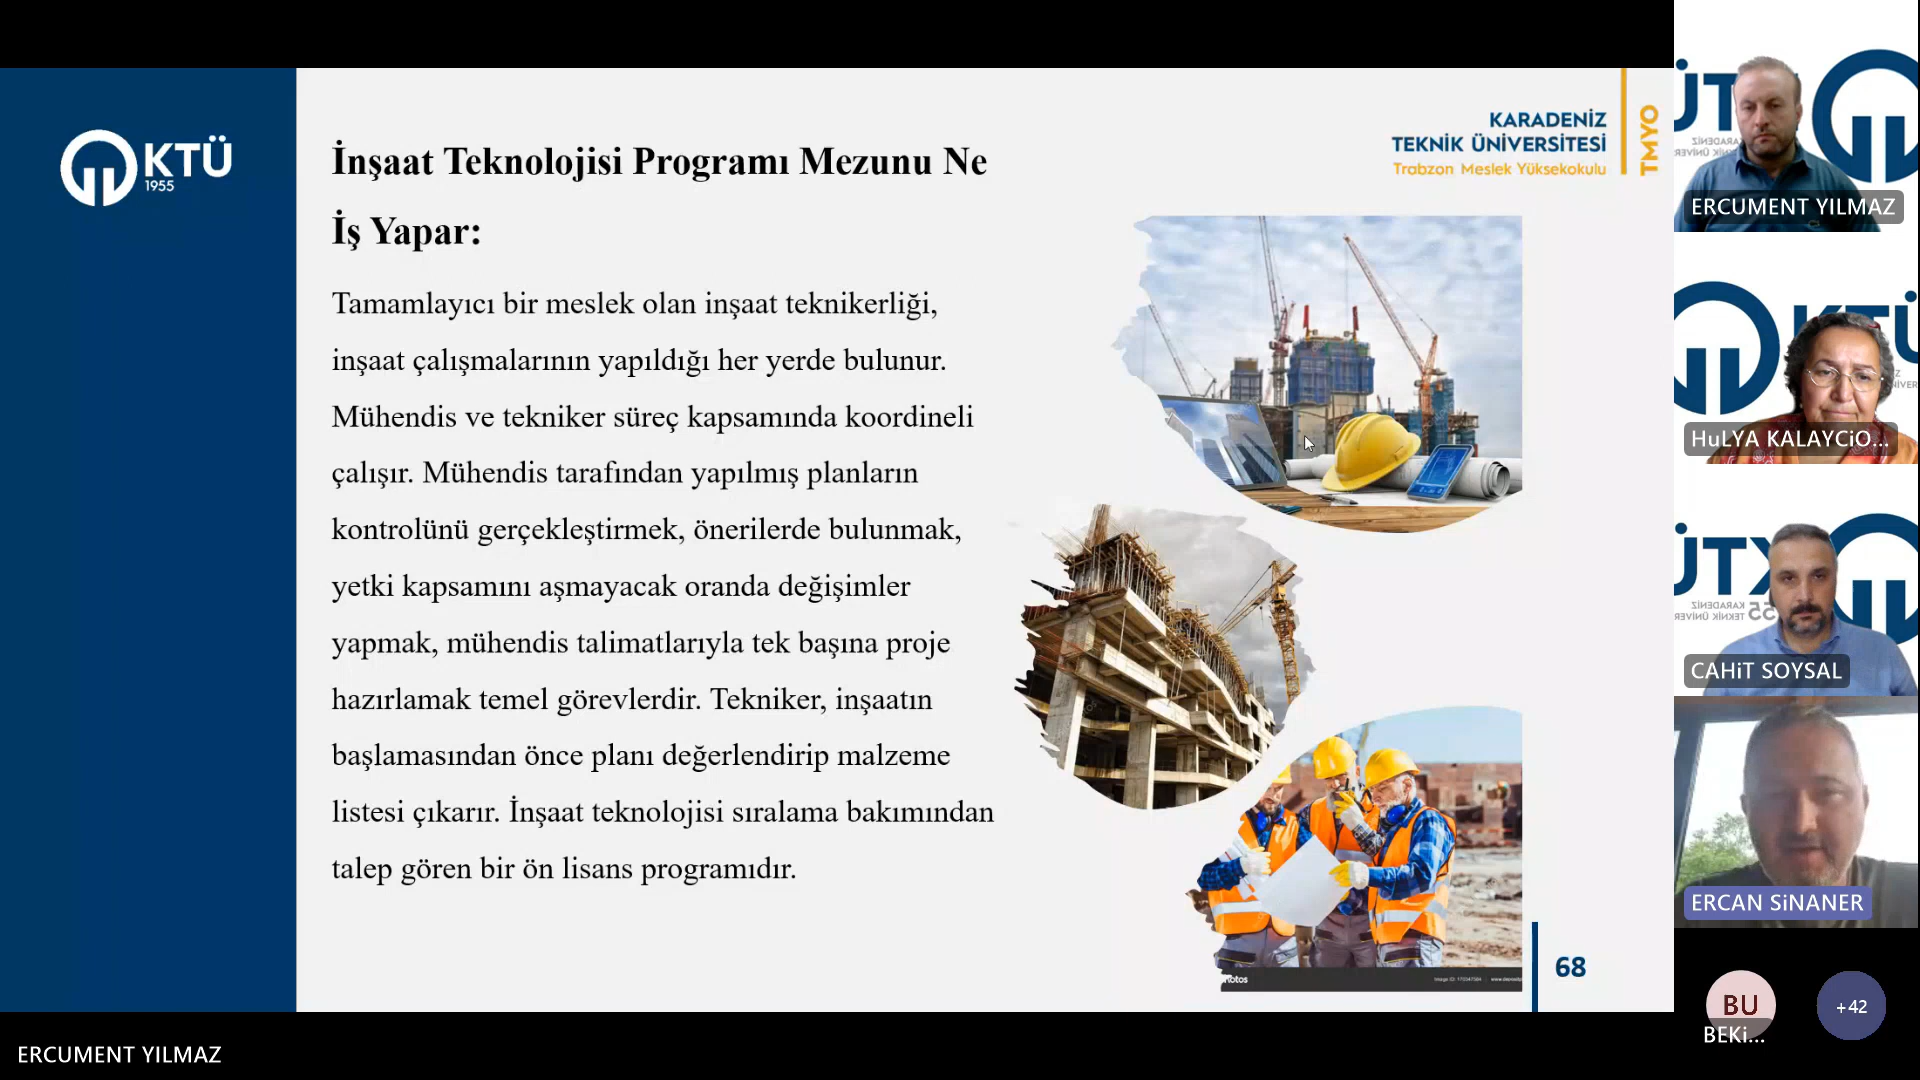 KTÜ
1955
İnşaat Teknolojisi Programı Mezunu Ne
İş Yapar:
Tamamlayıcı bir meslek olan inşaat teknikerliği,
inşaat çalışmalarının yapıldığı her yerde bulunur.
Mühendis ve tekniker süreç kapsamında koordineli
çalışır. Mühendis tarafından yapılmış planların
kontrolünü gerçekleştirmek, önerilerde bulunmak,
yetki kapsamını aşmayacak oranda değişimler
yapmak, mühendis talimatlarıyla tek başına proje
hazırlamak temel görevlerdir. Tekniker, inşaatın
başlamasından önce planı değerlendirip malzeme
listesi çıkarır. İnşaat teknolojisi sıralama bakımından
talep gören bir ön lisans programıdır.
KARADENİZ
TEKNİK ÜNİVERSİTESİ
Trabzon Meslek Yüksekokulu
TMYO
68
ERCUMENT YILMAZ
HuLYA KALAYCiO...
CAHiT SOYSAL
ERCAN SiNANER
BU
BEKi...
+42
ERCUMENT YILMAZ